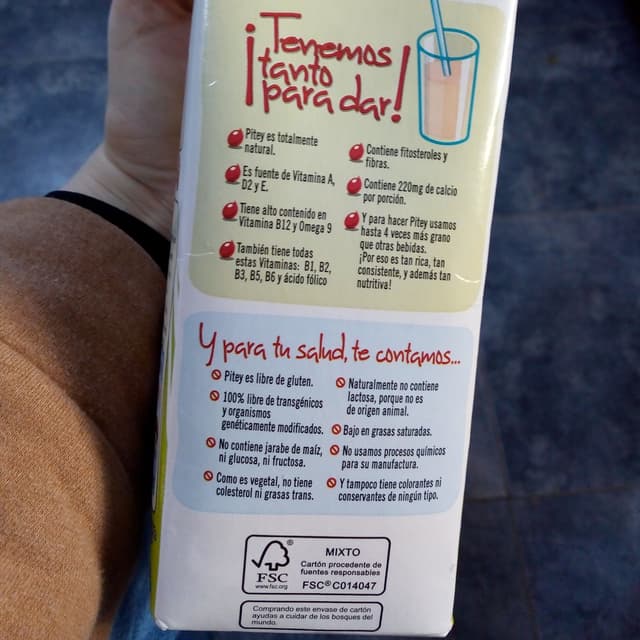 ¡Tenemos
tanto
para dar!
Pitey es totalmente
natural.
Es fuente de Vitamina A,
D2 y E.
Tiene alto contenido en
Vitamina B12 y Omega 9
También tiene todas
estas Vitaminas: B1, B2,
B3, B5, B6 y ácido fólico
Contiene fitosteroles y
fibras.
Contiene 220mg de calcio
por porción.
Y para hacer Pitey usamos
hasta 4 veces más grano
que otras bebidas.
¡Por eso es tan rica, tan
consistente, y además tan
nutritiva!
Y para tu salud, te contamos...
Pitey es libre de gluten.
100% libre de transgénicos
y organismos
genéticamente modificados.
No contiene jarabe de maíz,
ni glucosa, ni fructosa.
Como es vegetal, no tiene
colesterol ni grasas trans.
Naturalmente no contiene
lactosa, porque no es
de origen animal.
Bajo en grasas saturadas.
No usamos procesos químicos
para su manufactura.
Y tampoco tiene colorantes ni
conservantes de ningún tipo.
®
FSC
www.fsc.org
MIXTO
Cartón procedente de
fuentes responsables
FSC® C014047
Comprando este envase de cartón
ayudas a cuidar de los bosques del
mundo.